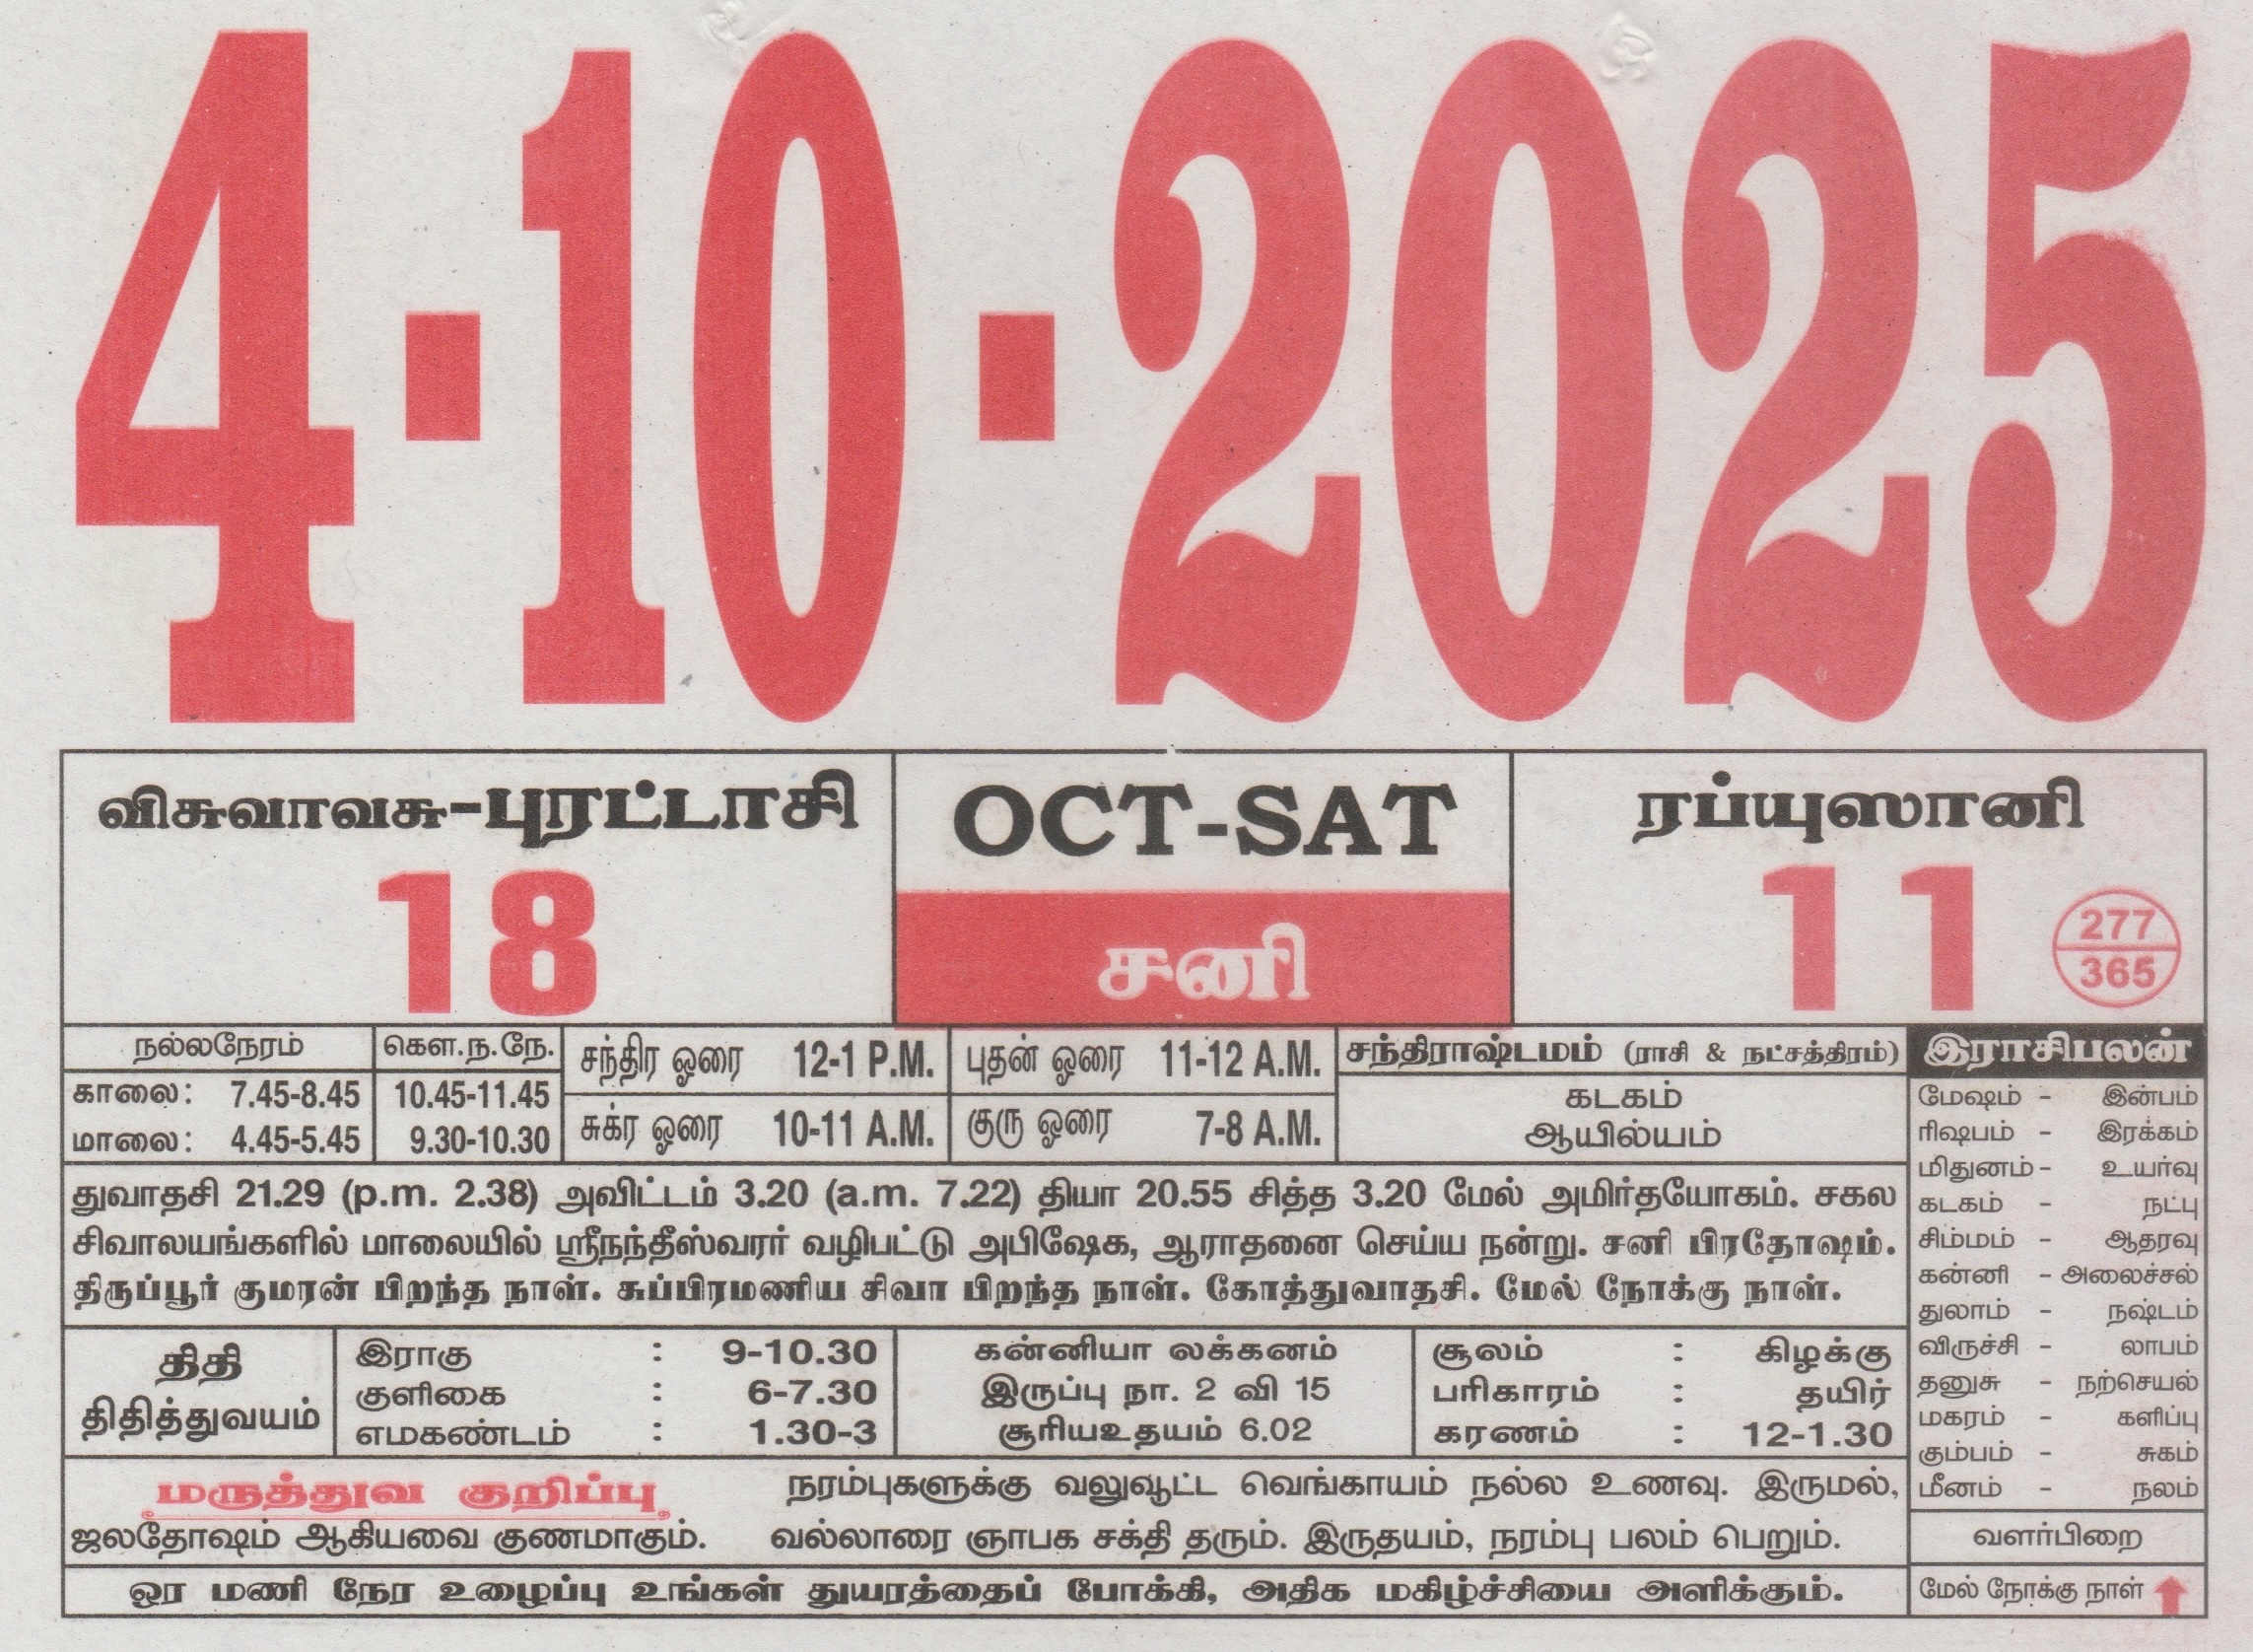 4-10-2025
விசுவாவசு-புரட்டாசி
18
OCT-SAT
சனி
ரப்யுஸானி
11
277
365
நல்லநேரம்
காலை: 7.45-8.45
மாலை: 4.45-5.45
கௌ.ந.நே.
10.45-11.45
9.30-10.30
சந்திர ஓரை 12-1 P.M.
சுக்ர ஓரை 10-11 A.M.
புதன் ஓரை 11-12 A.M.
குரு ஓரை 7-8 A.M.
சந்திராஷ்டமம் (ராசி & நட்சத்திரம்)
கடகம்
ஆயில்யம்
துவாதசி 21.29 (p.m. 2.38) அவிட்டம் 3.20 (a.m. 7.22) தியா 20.55 சித்த 3.20 மேல் அமிர்தயோகம். சகல
சிவாலயங்களில் மாலையில் ஸ்ரீநந்தீஸ்வரர் வழிபட்டு அபிஷேக, ஆராதனை செய்ய நன்று. சனி பிரதோஷம்.
திருப்பூர் குமரன் பிறந்த நாள். சுப்பிரமணிய சிவா பிறந்த நாள். கோத்துவாதசி. மேல் நோக்கு நாள்.
திதி
திதித்துவயம்
இராகு : 9-10.30
குளிகை : 6-7.30
எமகண்டம் : 1.30-3
கன்னியா லக்கனம்
இருப்பு நா. 2 வி 15
சூரியஉதயம் 6.02
சூலம் : கிழக்கு
பரிகாரம் : தயிர்
கரணம் : 12-1.30
மருத்துவ குறிப்பு நரம்புகளுக்கு வலுவூட்ட வெங்காயம் நல்ல உணவு. இருமல்,
ஜலதோஷம் ஆகியவை குணமாகும். வல்லாரை ஞாபக சக்தி தரும். இருதயம், நரம்பு பலம் பெறும்.
ஒர மணி நேர உழைப்பு உங்கள் துயரத்தைப் போக்கி, அதிக மகிழ்ச்சியை அளிக்கும்.
இராசிபலன்
மேஷம் - இன்பம்
ரிஷபம் - இரக்கம்
மிதுனம் - உயர்வு
கடகம் - நட்பு
சிம்மம் - ஆதரவு
கன்னி - அலைச்சல்
துலாம் - நஷ்டம்
விருச்சி - லாபம்
தனுசு - நற்செயல்
மகரம் - களிப்பு
கும்பம் - சுகம்
மீனம் - நலம்
வளர்பிறை
மேல் நோக்கு நாள்